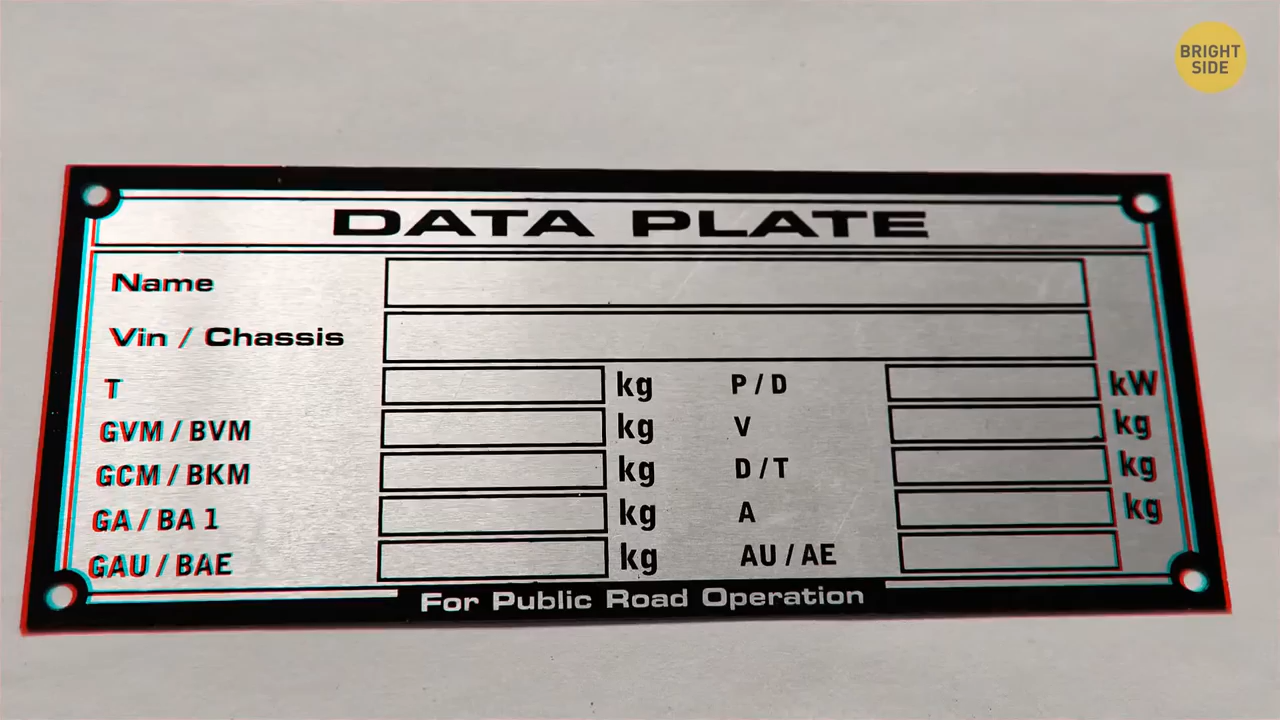 BRIGHT
SIDE
DATA PLATE
Name
Vin / Chassis
T kg P / D kW
GVM / BVM kg V kg
GCM / BKM kg D / T kg
GA / BA 1 kg A kg
GAU / BAE kg AU / AE
For Public Road Operation